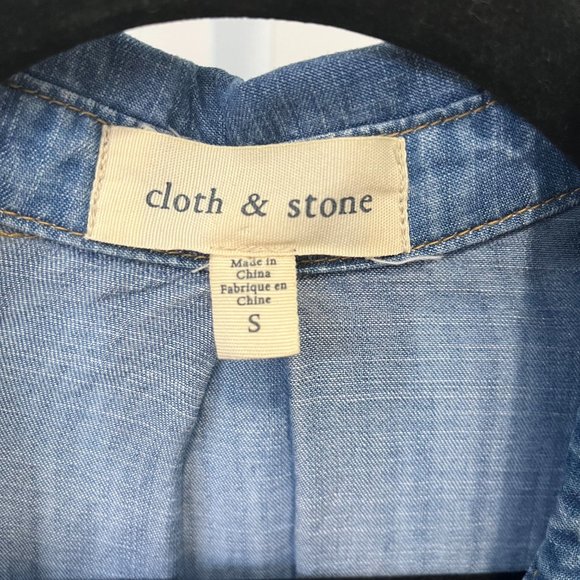 cloth & stone
Made in
China
Fabrique en
Chine
S